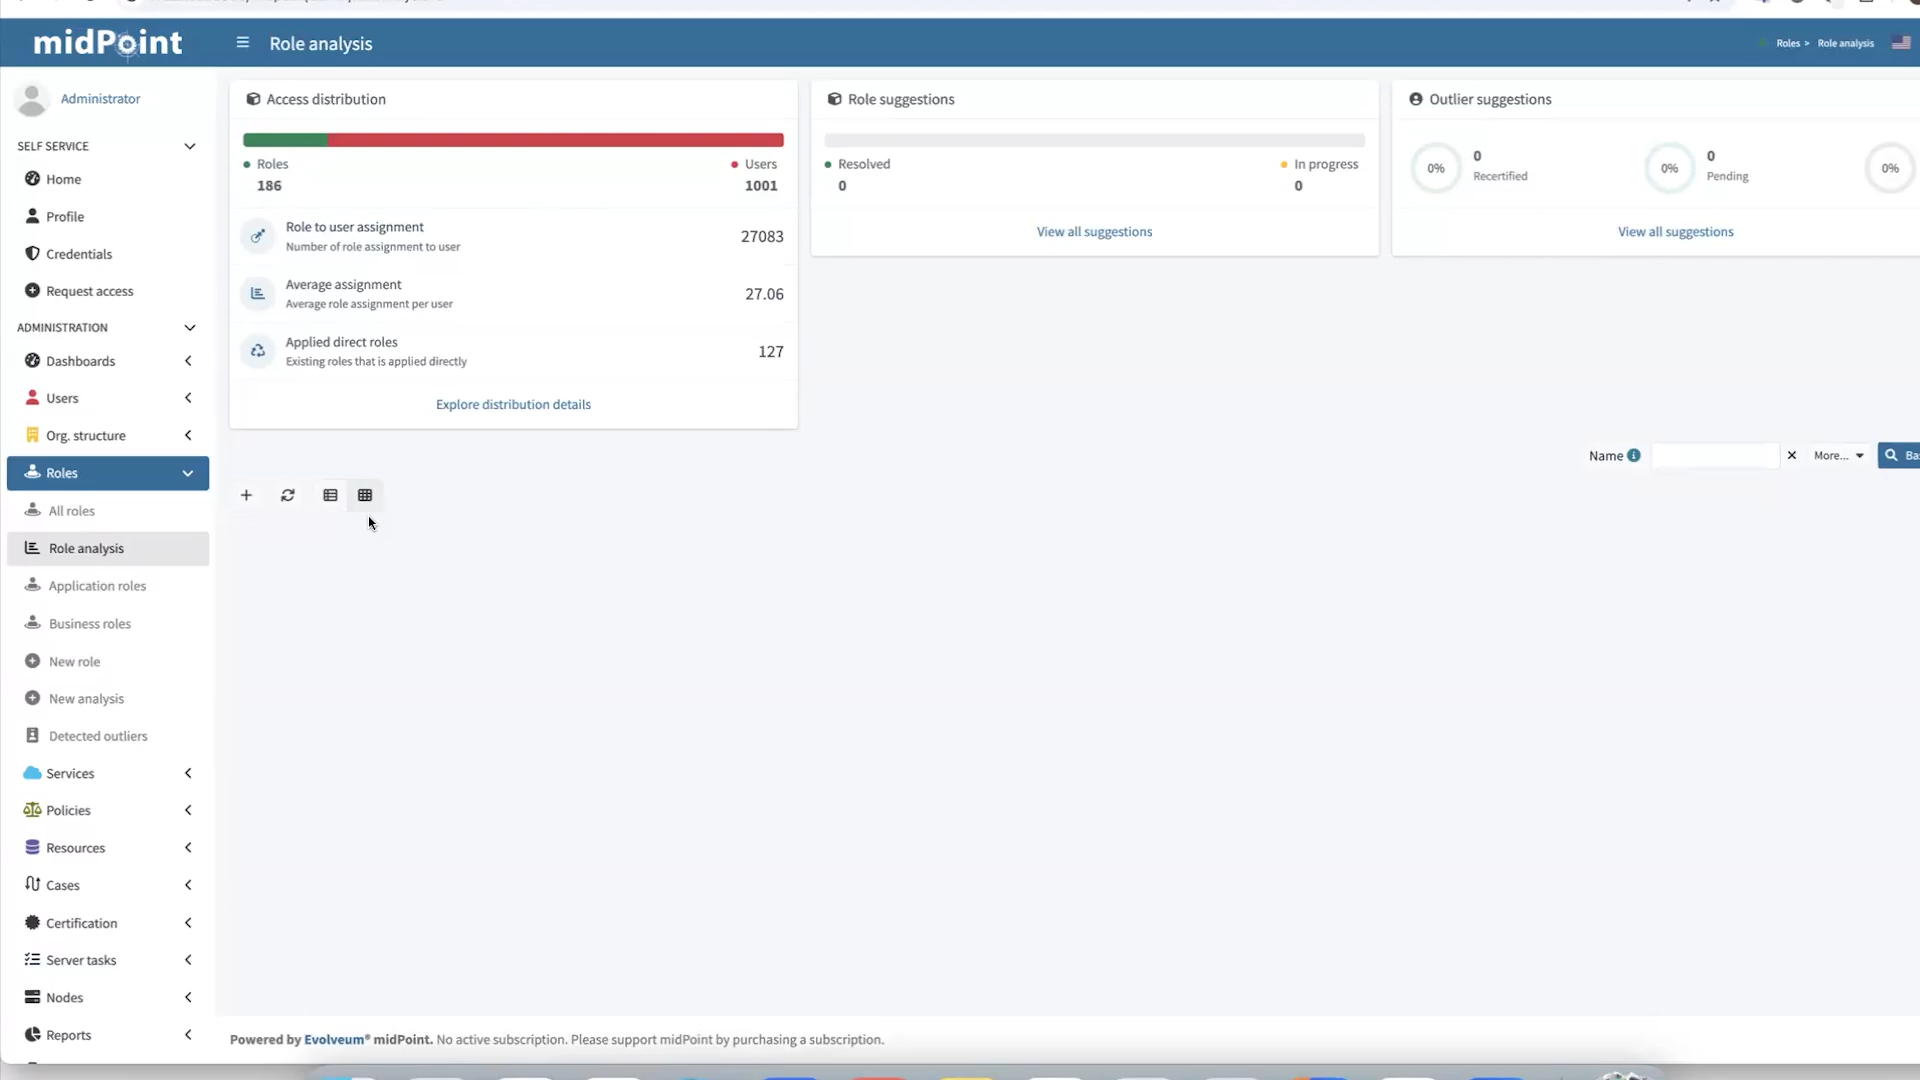 midPoint
Role analysis
Roles > Role analysis
Administrator
SELF SERVICE
Home
Profile
Credentials
Request access
ADMINISTRATION
Dashboards
Users
Org. structure
Roles
All roles
Role analysis
Application roles
Business roles
New role
New analysis
Detected outliers
Services
Policies
Resources
Cases
Certification
Server tasks
Nodes
Reports
Access distribution
Roles
186
Users
1001
Role to user assignment
Number of role assignment to user
27083
Average assignment
Average role assignment per user
27.06
Applied direct roles
Existing roles that is applied directly
127
Explore distribution details
Role suggestions
Resolved
0
In progress
0
View all suggestions
Outlier suggestions
0%
0
Recertified
0%
0
Pending
0%
View all suggestions
Name
More...
Ba
Powered by Evolveum® midPoint. No active subscription. Please support midPoint by purchasing a subscription.